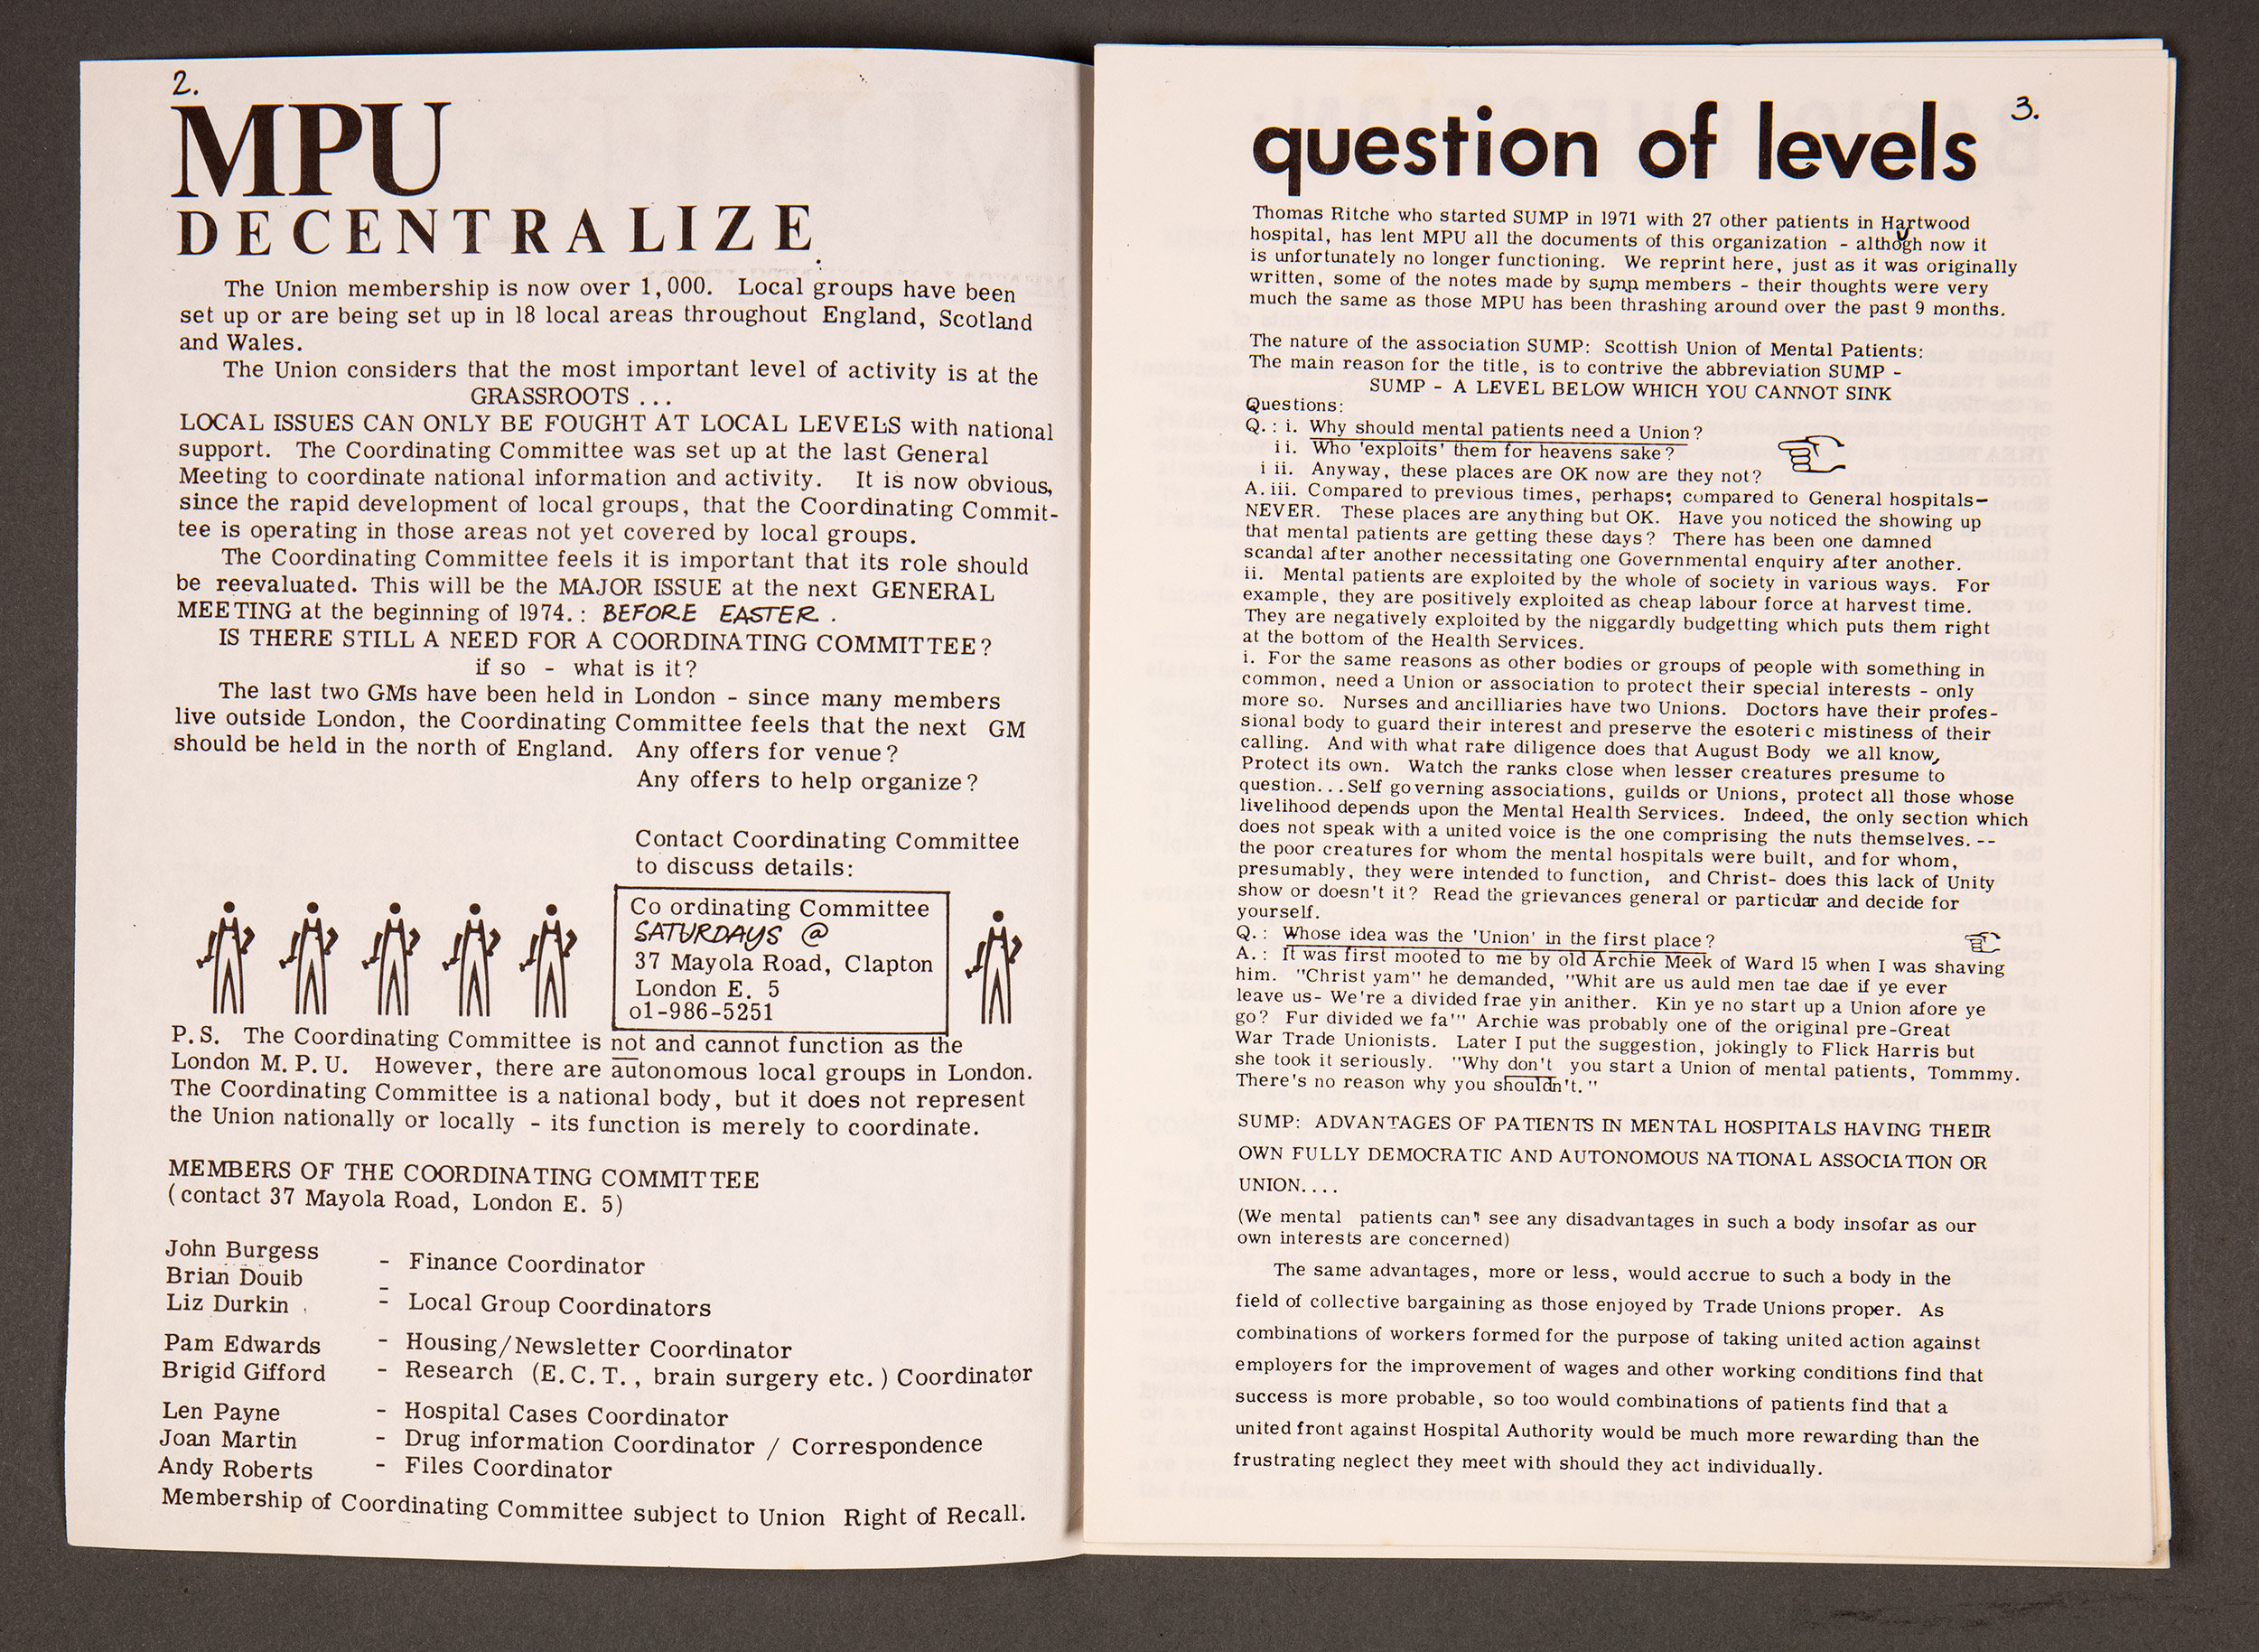 2.
MPU
DECENTRALIZE
The Union membership is now over 1,000. Local groups have been
set up or are being set up in 18 local areas throughout England, Scotland
and Wales.
The Union considers that the most important level of activity is at the
GRASSROOTS ...
LOCAL ISSUES CAN ONLY BE FOUGHT AT LOCAL LEVELS with national
support. The Coordinating Committee was set up at the last General
Meeting to coordinate national information and activity. It is now obvious,
since the rapid development of local groups, that the Coordinating Commit-
tee is operating in those areas not yet covered by local groups.
The Coordinating Committee feels it is important that its role should
be reevaluated. This will be the MAJOR ISSUE at the next GENERAL
MEETING at the beginning of 1974. : BEFORE EASTER .
IS THERE STILL A NEED FOR A COORDINATING COMMITTEE?
if so - what is it?
The last two GMs have been held in London - since many members
live outside London, the Coordinating Committee feels that the next GM
should be held in the north of England. Any offers for venue?
Any offers to help organize?
Contact Coordinating Committee
to discuss details:
Co ordinating Committee
SATURDAYS @
37 Mayola Road, Clapton
London E. 5
o1-986-5251
P.S. The Coordinating Committee is not and cannot function as the
London M.P.U. However, there are autonomous local groups in London.
The Coordinating Committee is a national body, but it does not represent
the Union nationally or locally - its function is merely to coordinate.
MEMBERS OF THE COORDINATING COMMITTEE
(contact 37 Mayola Road, London E. 5)
John Burgess - Finance Coordinator
Brian Douib -
Liz Durkin - Local Group Coordinators
Pam Edwards - Housing/Newsletter Coordinator
Brigid Gifford - Research (E.C.T., brain surgery etc.) Coordinator
Len Payne - Hospital Cases Coordinator
Joan Martin - Drug information Coordinator / Correspondence
Andy Roberts - Files Coordinator
Membership of Coordinating Committee subject to Union Right of Recall.
3.
question of levels
Thomas Ritche who started SUMP in 1971 with 27 other patients in Hartwood
hospital, has lent MPU all the documents of this organization - although now it
is unfortunately no longer functioning. We reprint here, just as it was originally
written, some of the notes made by sump members - their thoughts were very
much the same as those MPU has been thrashing around over the past 9 months.
The nature of the association SUMP: Scottish Union of Mental Patients:
The main reason for the title, is to contrive the abbreviation SUMP -
SUMP - A LEVEL BELOW WHICH YOU CANNOT SINK
Questions:
Q. : i. Why should mental patients need a Union?
ii. Who 'exploits' them for heavens sake?
i ii. Anyway, these places are OK now are they not?
A. iii. Compared to previous times, perhaps; compared to General hospitals-
NEVER. These places are anything but OK. Have you noticed the showing up
that mental patients are getting these days? There has been one damned
scandal after another necessitating one Governmental enquiry after another.
ii. Mental patients are exploited by the whole of society in various ways. For
example, they are positively exploited as cheap labour force at harvest time.
They are negatively exploited by the niggardly budgetting which puts them right
at the bottom of the Health Services.
i. For the same reasons as other bodies or groups of people with something in
common, need a Union or association to protect their special interests - only
more so. Nurses and ancilliaries have two Unions. Doctors have their profes-
sional body to guard their interest and preserve the esoteri c mistiness of their
calling. And with what rare diligence does that August Body we all know,
Protect its own. Watch the ranks close when lesser creatures presume to
question...Self governing associations, guilds or Unions, protect all those whose
livelihood depends upon the Mental Health Services. Indeed, the only section which
does not speak with a united voice is the one comprising the nuts themselves. --
the poor creatures for whom the mental hospitals were built, and for whom,
presumably, they were intended to function, and Christ- does this lack of Unity
show or doesn't it? Read the grievances general or particular and decide for
yourself.
Q. : Whose idea was the 'Union' in the first place?
A. : It was first mooted to me by old Archie Meek of Ward 15 when I was shaving
him. "Christ yam" he demanded, "Whit are us auld men tae dae if ye ever
leave us- We're a divided frae yin anither. Kin ye no start up a Union afore ye
go? Fur divided we fa'" Archie was probably one of the original pre-Great
War Trade Unionists. Later I put the suggestion, jokingly to Flick Harris but
she took it seriously. "Why don't you start a Union of mental patients, Tommmy.
There's no reason why you shouldn't."
SUMP: ADVANTAGES OF PATIENTS IN MENTAL HOSPITALS HAVING THEIR
OWN FULLY DEMOCRATIC AND AUTONOMOUS NATIONAL ASSOCIATION OR
UNION....
(We mental patients can't see any disadvantages in such a body insofar as our
own interests are concerned)
The same advantages, more or less, would accrue to such a body in the
field of collective bargaining as those enjoyed by Trade Unions proper. As
combinations of workers formed for the purpose of taking united action against
employers for the improvement of wages and other working conditions find that
success is more probable, so too would combinations of patients find that a
united front against Hospital Authority would be much more rewarding than the
frustrating neglect they meet with should they act individually.